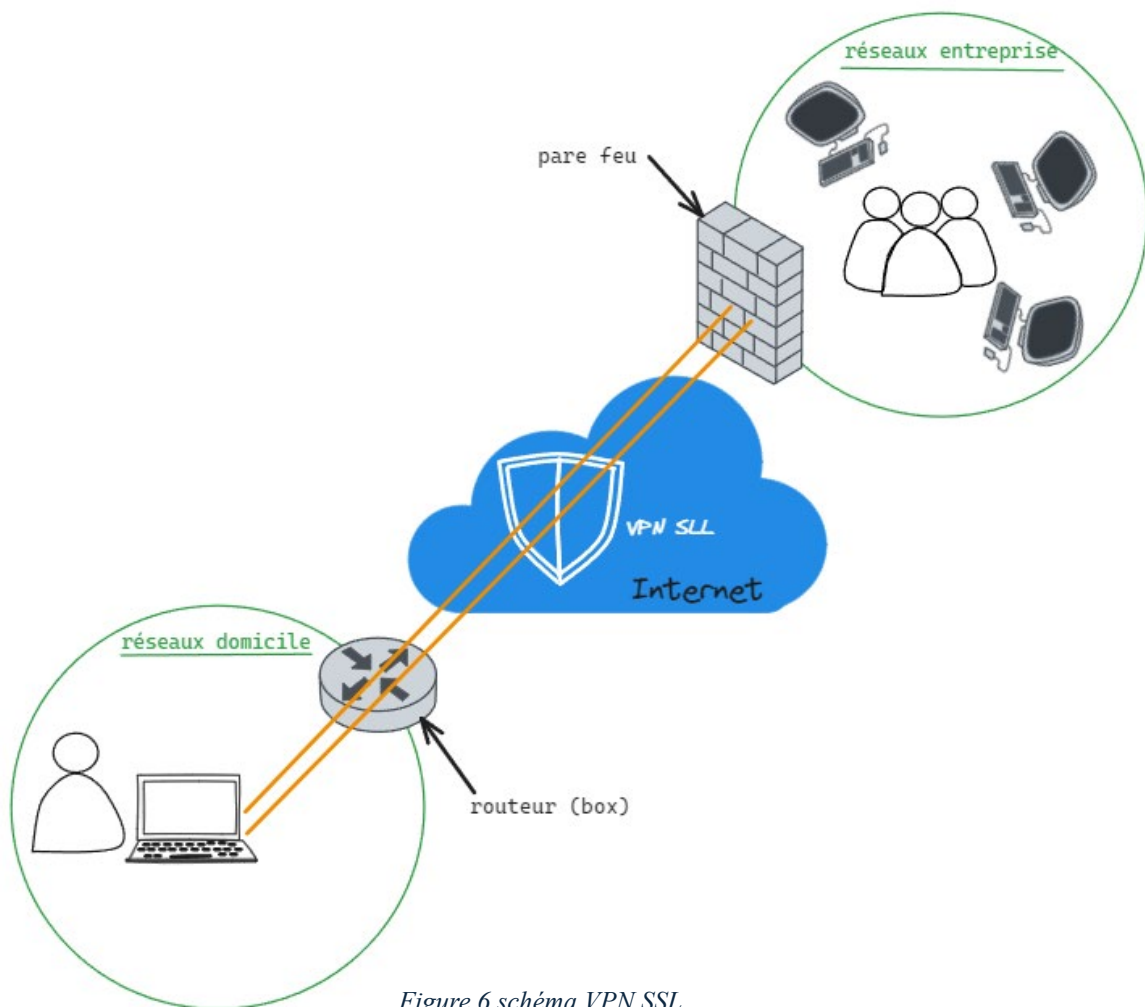 réseaux entreprise
pare feu
VPN SLL
Internet
réseaux domicile
routeur (box)
Figure 6 schéma VPN SSL